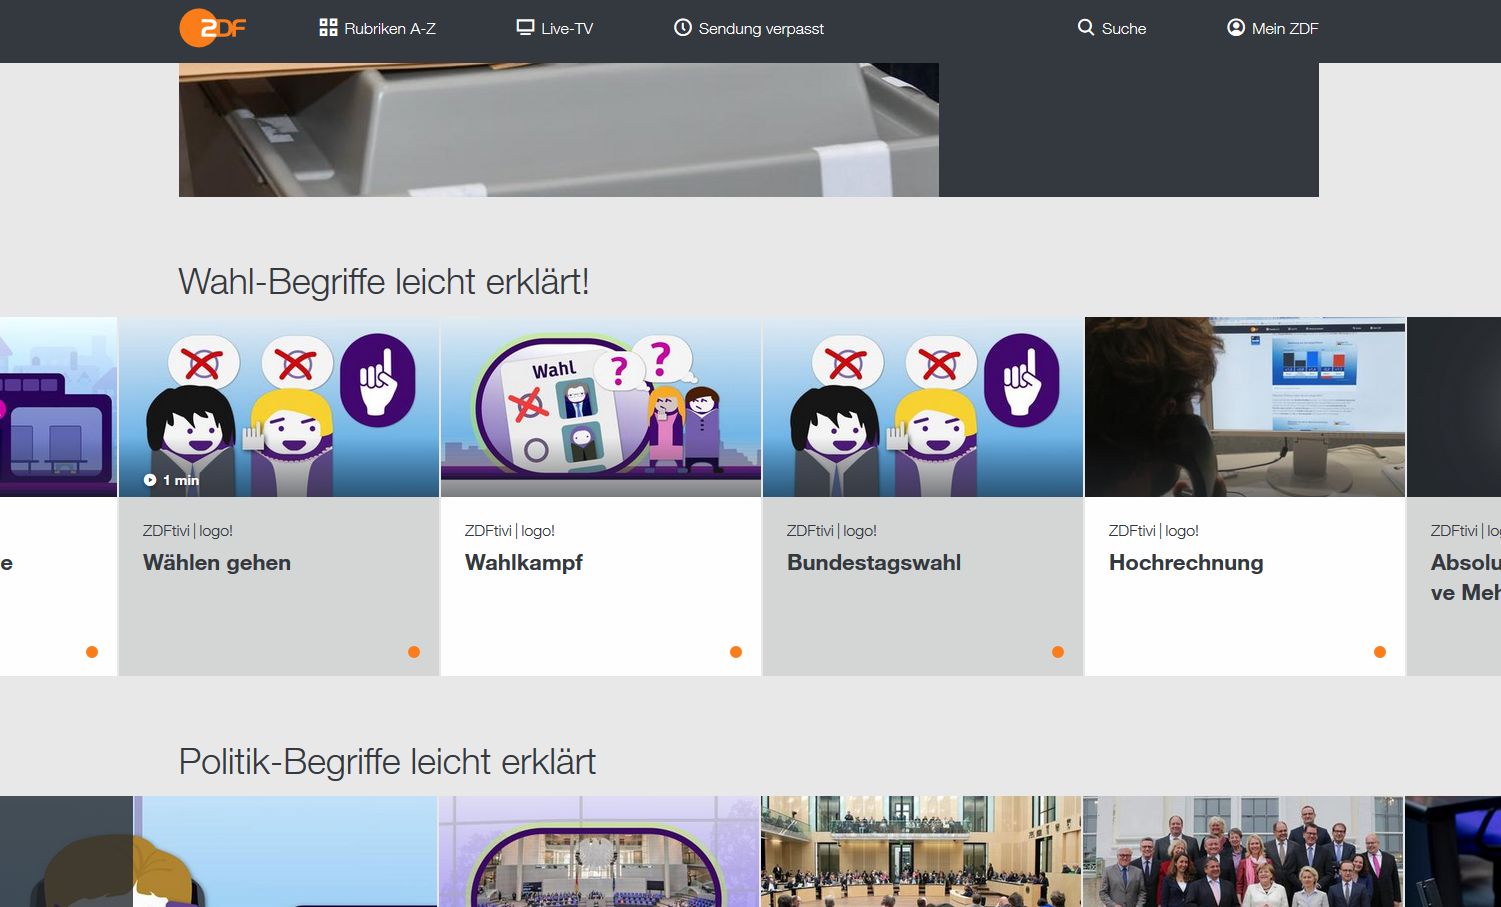 ZDF
Rubriken A-Z
Live-TV
Sendung verpasst
Suche
Mein ZDF
Wahl-Begriffe leicht erklärt!
1 min
Wahl
?
?
e
ZDFtivi | logo!
Wählen gehen
ZDFtivi | logo!
Wahlkampf
ZDFtivi | logo!
Bundestagswahl
ZDFtivi | logo!
Hochrechnung
ZDFtivi | log
Absolu
ve Meh
Politik-Begriffe leicht erklärt